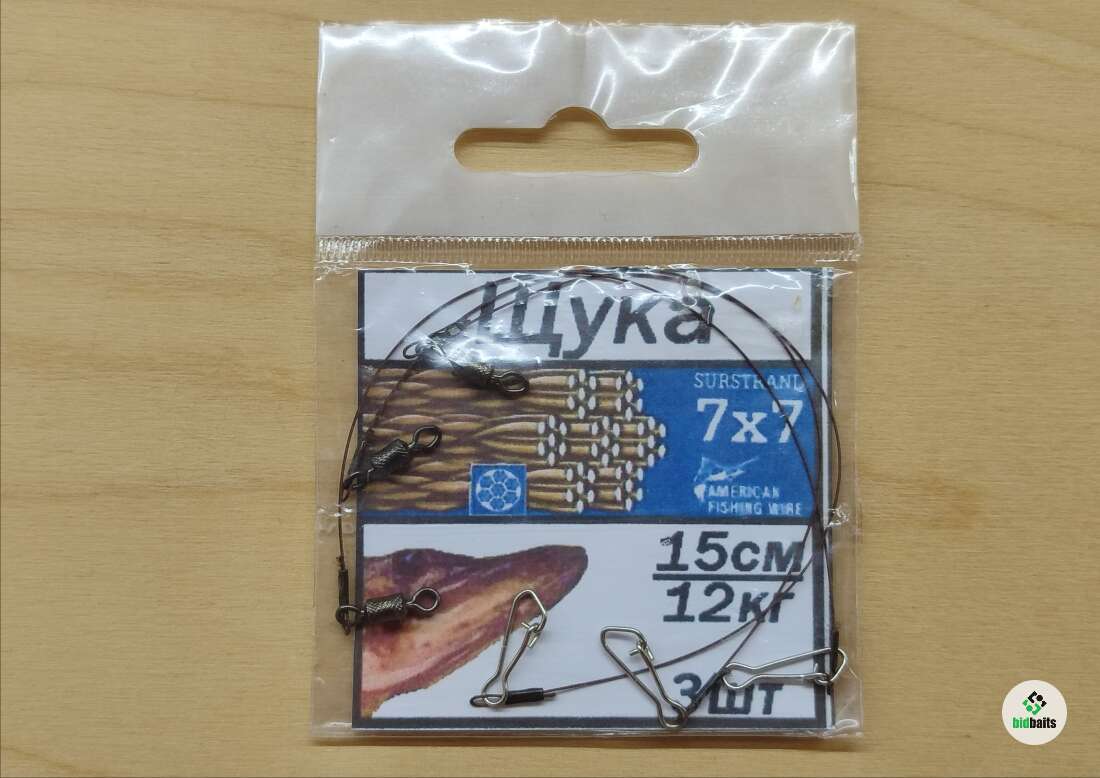 Щука
SURSTRAND
7x7
AMERICAN
FISHING WIRE
15см
12кг
3шт
bidbaits